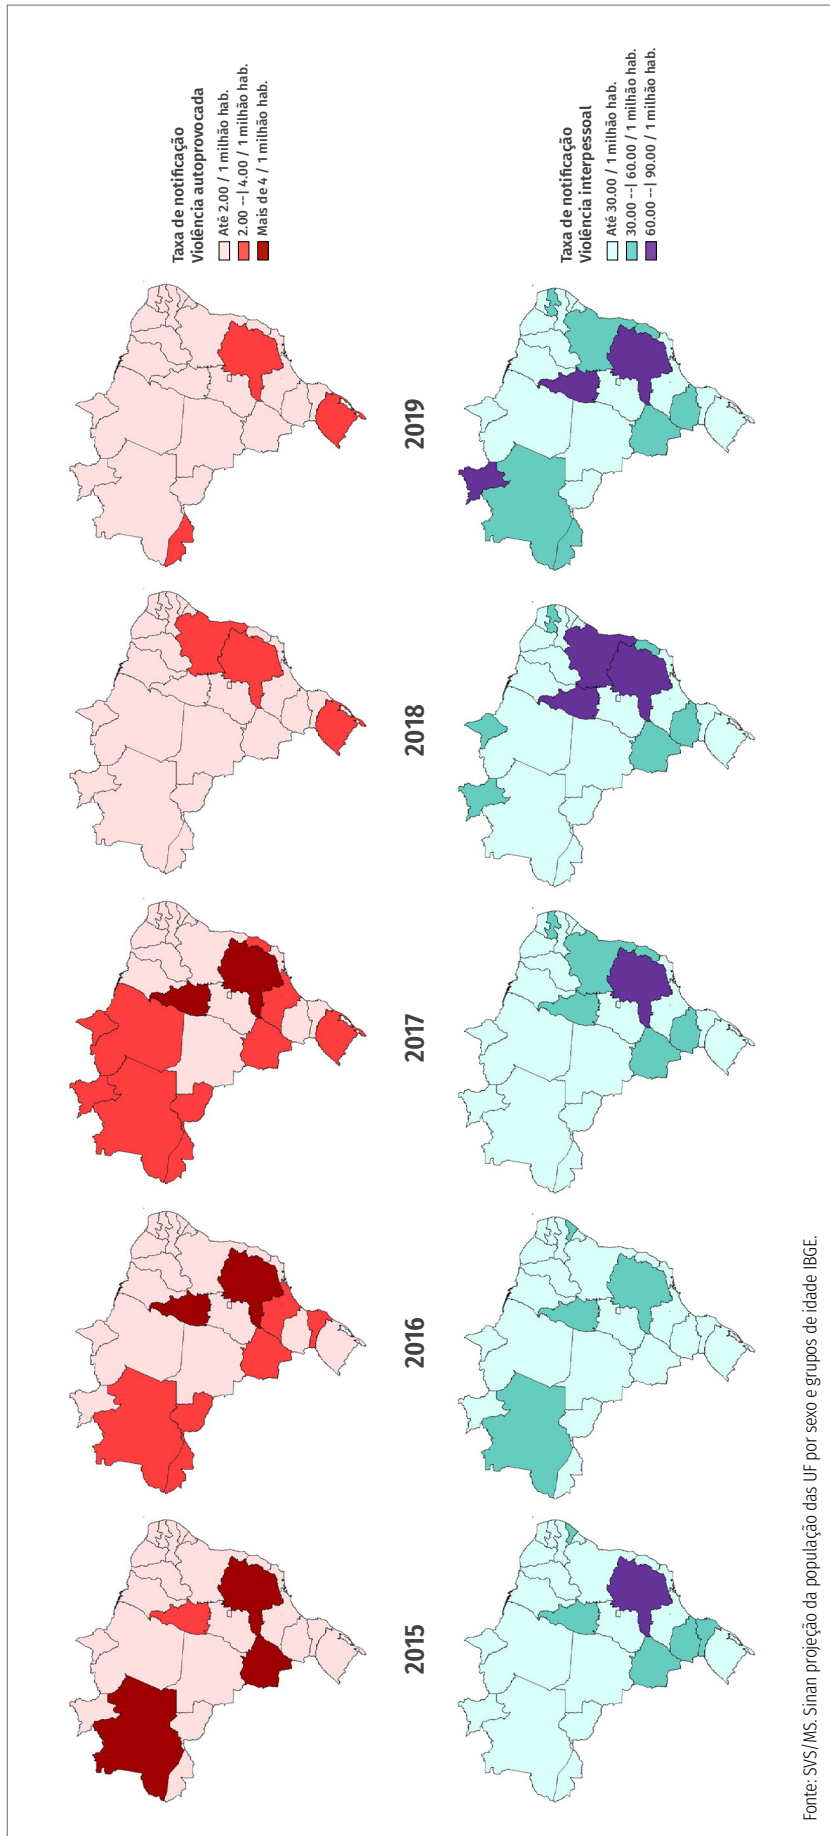 Taxa de notificação
Violência autoprovocada
Até 2.00 / 1 milhão hab.
2.00 --| 4.00 / 1 milhão hab.
Mais de 4 / 1 milhão hab.
2015
2016
2017
2018
2019
Taxa de notificação
Violência interpessoal
Até 30.00 / 1 milhão hab.
30.00 --| 60.00 / 1 milhão hab.
60.00 --| 90.00 / 1 milhão hab.
Fonte: SVS/MS. Sinan projeção da população das UF por sexo e grupos de idade IBGE.